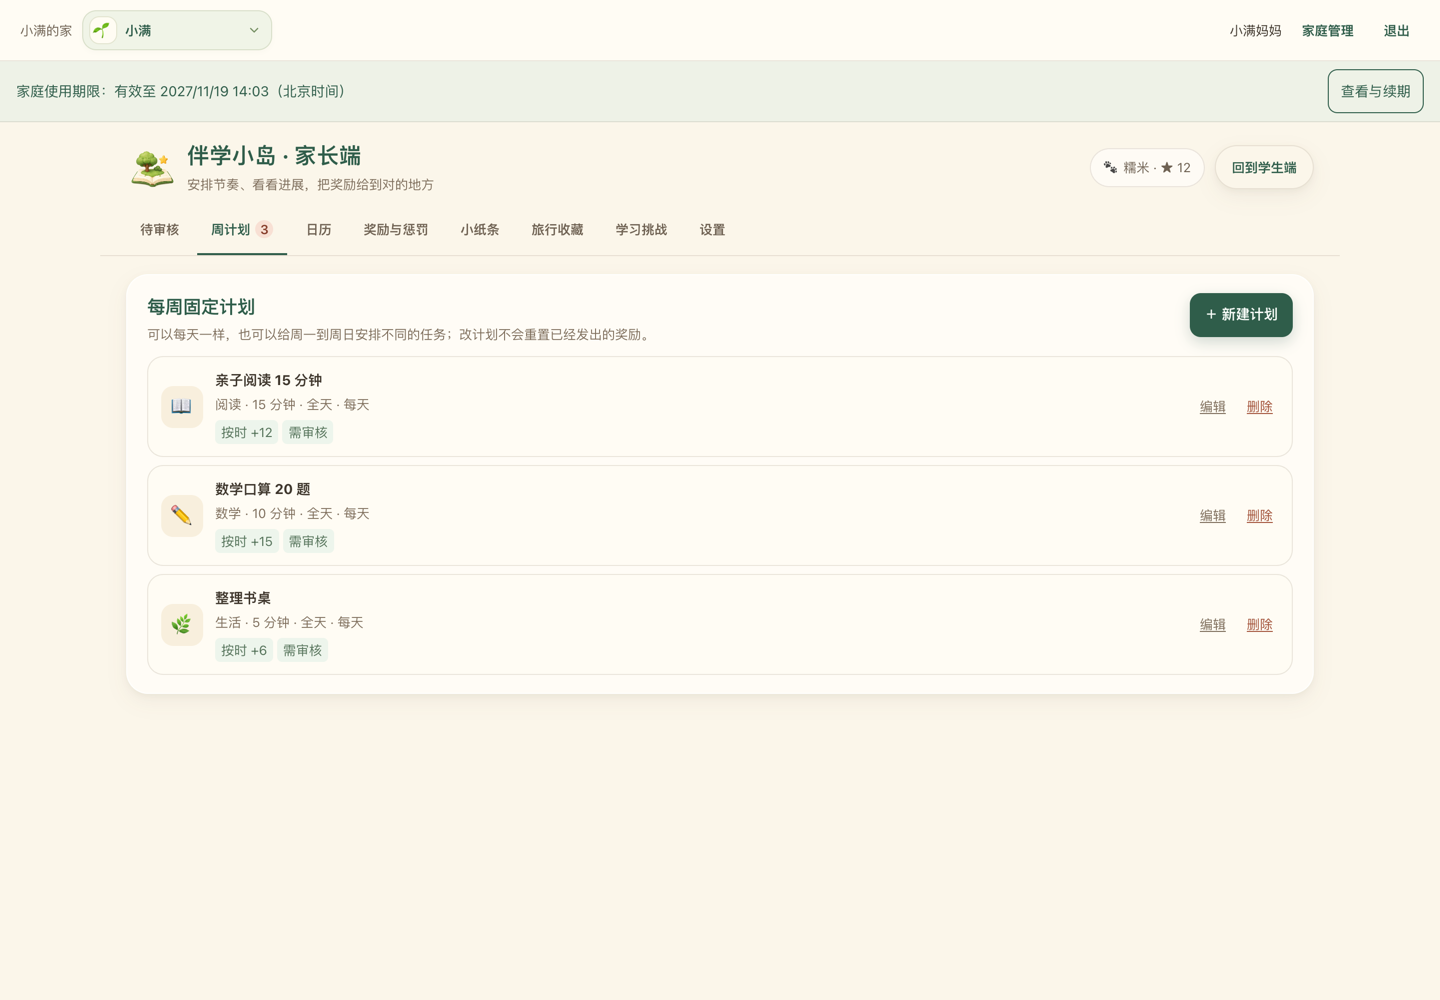 小满的家 小满 小满妈妈 家庭管理 退出
家庭使用期限：有效至 2027/11/19 14:03（北京时间） 查看与续期
伴学小岛 · 家长端
安排节奏、看看进展，把奖励给到对的地方
糯米 · ★ 12 回到学生端
待审核 周计划 3 日历 奖励与惩罚 小纸条 旅行收藏 学习挑战 设置
每周固定计划
可以每天一样，也可以给周一到周日安排不同的任务；改计划不会重置已经发出的奖励。
+ 新建计划
亲子阅读 15 分钟
阅读 · 15 分钟 · 全天 · 每天
按时 +12 需审核
编辑 删除
数学口算 20 题
数学 · 10 分钟 · 全天 · 每天
按时 +15 需审核
编辑 删除
整理书桌
生活 · 5 分钟 · 全天 · 每天
按时 +6 需审核
编辑 删除